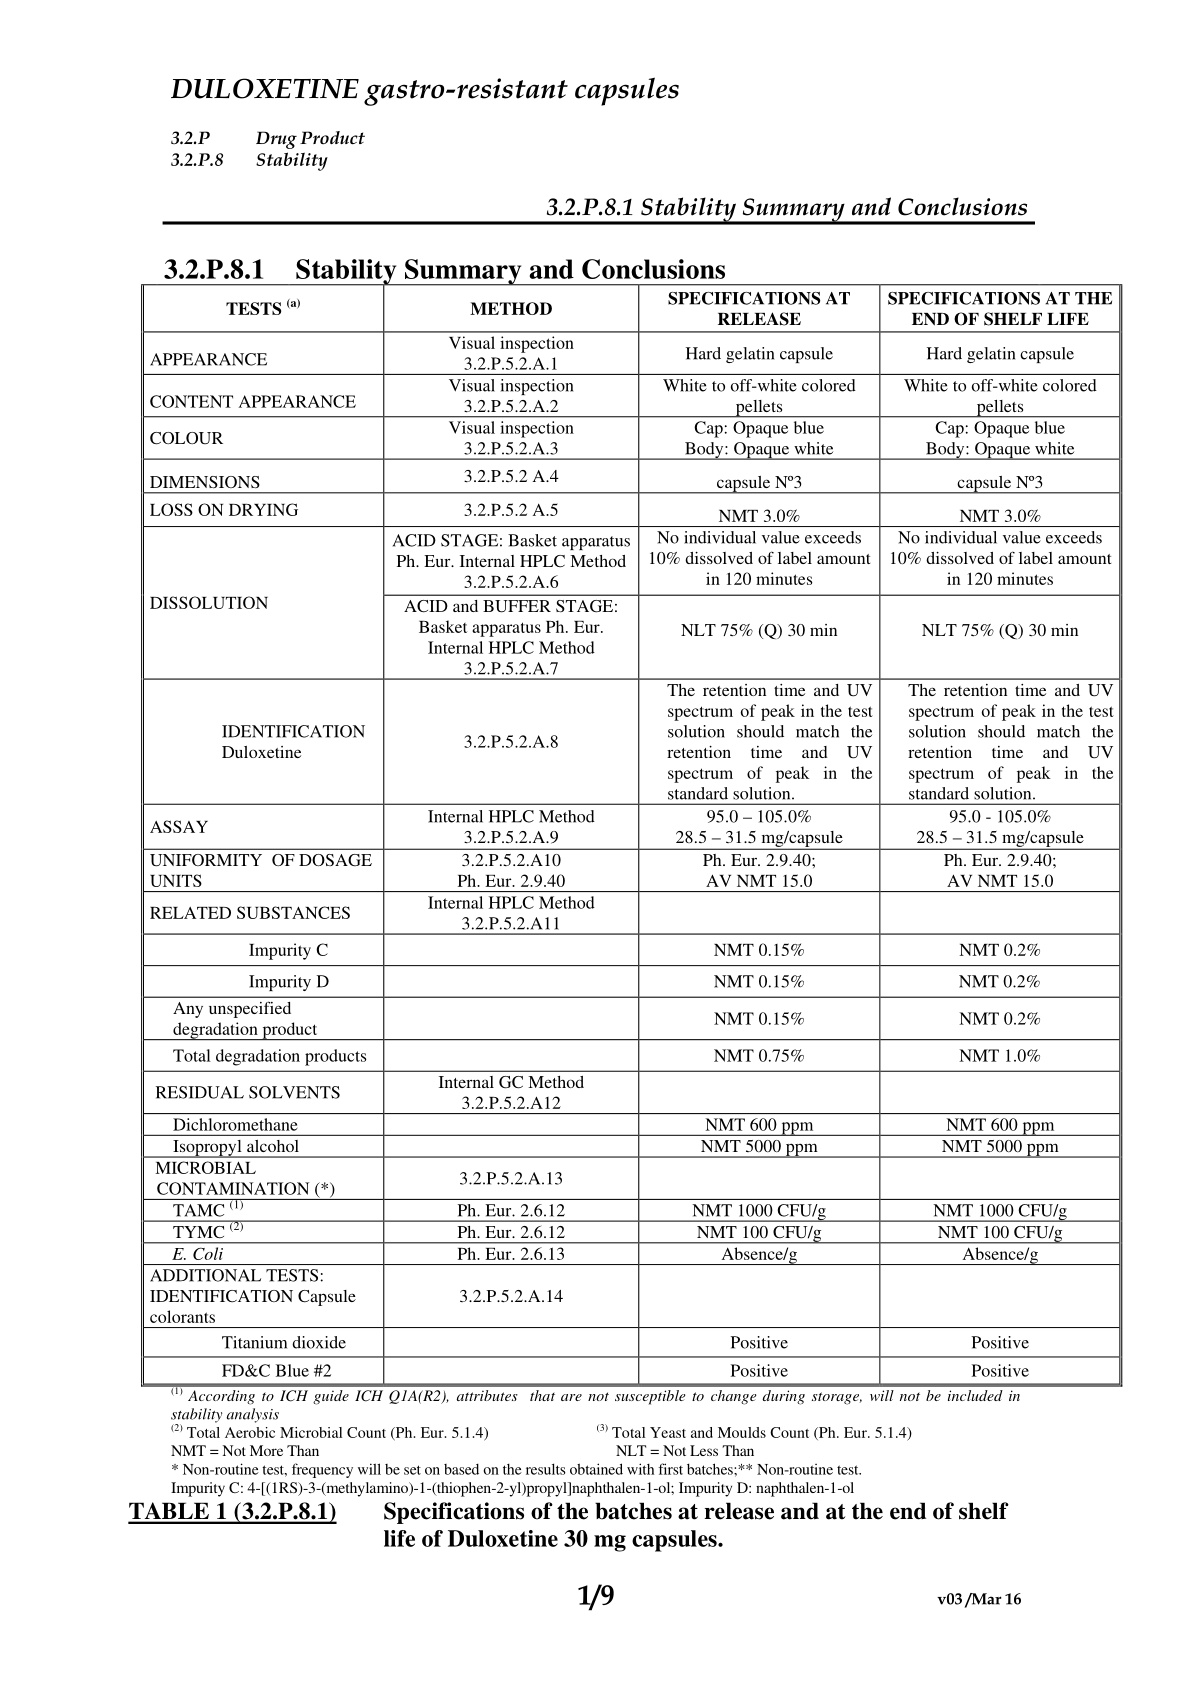 DULOXETINE gastro-resistant capsules
3.2.P Drug Product
3.2.P.8 Stability
3.2.P.8.1 Stability Summary and Conclusions
3.2.P.8.1 Stability Summary and Conclusions
TESTS (a) METHOD SPECIFICATIONS AT RELEASE SPECIFICATIONS AT THE END OF SHELF LIFE
APPEARANCE Visual inspection 3.2.P.5.2.A.1 Hard gelatin capsule Hard gelatin capsule
CONTENT APPEARANCE Visual inspection 3.2.P.5.2.A.2 White to off-white colored pellets White to off-white colored pellets
COLOUR Visual inspection 3.2.P.5.2.A.3 Cap: Opaque blue Body: Opaque white Cap: Opaque blue Body: Opaque white
DIMENSIONS 3.2.P.5.2 A.4 capsule Nº3 capsule Nº3
LOSS ON DRYING 3.2.P.5.2 A.5 NMT 3.0% NMT 3.0%
DISSOLUTION ACID STAGE: Basket apparatus Ph. Eur. Internal HPLC Method 3.2.P.5.2.A.6 No individual value exceeds 10% dissolved of label amount in 120 minutes No individual value exceeds 10% dissolved of label amount in 120 minutes
ACID and BUFFER STAGE: Basket apparatus Ph. Eur. Internal HPLC Method 3.2.P.5.2.A.7 NLT 75% (Q) 30 min NLT 75% (Q) 30 min
IDENTIFICATION Duloxetine 3.2.P.5.2.A.8 The retention time and UV spectrum of peak in the test solution should match the retention time and UV spectrum of peak in the standard solution. The retention time and UV spectrum of peak in the test solution should match the retention time and UV spectrum of peak in the standard solution.
ASSAY Internal HPLC Method 3.2.P.5.2.A.9 95.0 – 105.0% 28.5 – 31.5 mg/capsule 95.0 - 105.0% 28.5 – 31.5 mg/capsule
UNIFORMITY OF DOSAGE UNITS 3.2.P.5.2.A10 Ph. Eur. 2.9.40 Ph. Eur. 2.9.40; AV NMT 15.0 Ph. Eur. 2.9.40; AV NMT 15.0
RELATED SUBSTANCES Internal HPLC Method 3.2.P.5.2.A11
Impurity C NMT 0.15% NMT 0.2%
Impurity D NMT 0.15% NMT 0.2%
Any unspecified degradation product NMT 0.15% NMT 0.2%
Total degradation products NMT 0.75% NMT 1.0%
RESIDUAL SOLVENTS Internal GC Method 3.2.P.5.2.A12
Dichloromethane NMT 600 ppm NMT 600 ppm
Isopropyl alcohol NMT 5000 ppm NMT 5000 ppm
MICROBIAL CONTAMINATION (*) 3.2.P.5.2.A.13
TAMC (1) Ph. Eur. 2.6.12 NMT 1000 CFU/g NMT 1000 CFU/g
TYMC (2) Ph. Eur. 2.6.12 NMT 100 CFU/g NMT 100 CFU/g
E. Coli Ph. Eur. 2.6.13 Absence/g Absence/g
ADDITIONAL TESTS: IDENTIFICATION Capsule colorants 3.2.P.5.2.A.14
Titanium dioxide Positive Positive
FD&C Blue #2 Positive Positive
(1) According to ICH guide ICH Q1A(R2), attributes that are not susceptible to change during storage, will not be included in
stability analysis
(2) Total Aerobic Microbial Count (Ph. Eur. 5.1.4) (3) Total Yeast and Moulds Count (Ph. Eur. 5.1.4)
NMT = Not More Than NLT = Not Less Than
* Non-routine test, frequency will be set on based on the results obtained with first batches;** Non-routine test.
Impurity C: 4-[(1RS)-3-(methylamino)-1-(thiophen-2-yl)propyl]naphthalen-1-ol; Impurity D: naphthalen-1-ol
TABLE 1 (3.2.P.8.1) Specifications of the batches at release and at the end of shelf
life of Duloxetine 30 mg capsules.
1/9
v03 /Mar 16